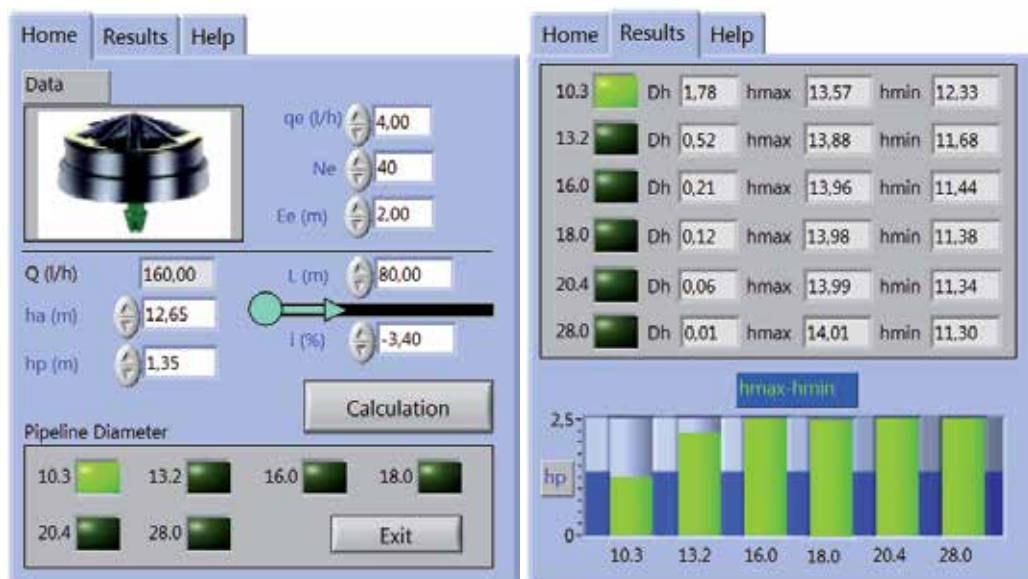 Home Results Help
Data
qe (l/h) 4,00
Ne 40
Ee (m) 2,00
Q (l/h) 160,00 L (m) 80,00
ha (m) 12,65
i (%) -3,40
hp (m) 1,35
Calculation
Pipeline Diameter
10.3 13.2 16.0 18.0
20.4 28.0 Exit
Home Results Help
10.3 Dh 1,78 hmax 13,57 hmin 12,33
13.2 Dh 0,52 hmax 13,88 hmin 11,68
16.0 Dh 0,21 hmax 13,96 hmin 11,44
18.0 Dh 0,12 hmax 13,98 hmin 11,38
20.4 Dh 0,06 hmax 13,99 hmin 11,34
28.0 Dh 0,01 hmax 14,01 hmin 11,30
hmax-hmin
2,5
hp
0
10.3 13.2 16.0 18.0 20.4 28.0